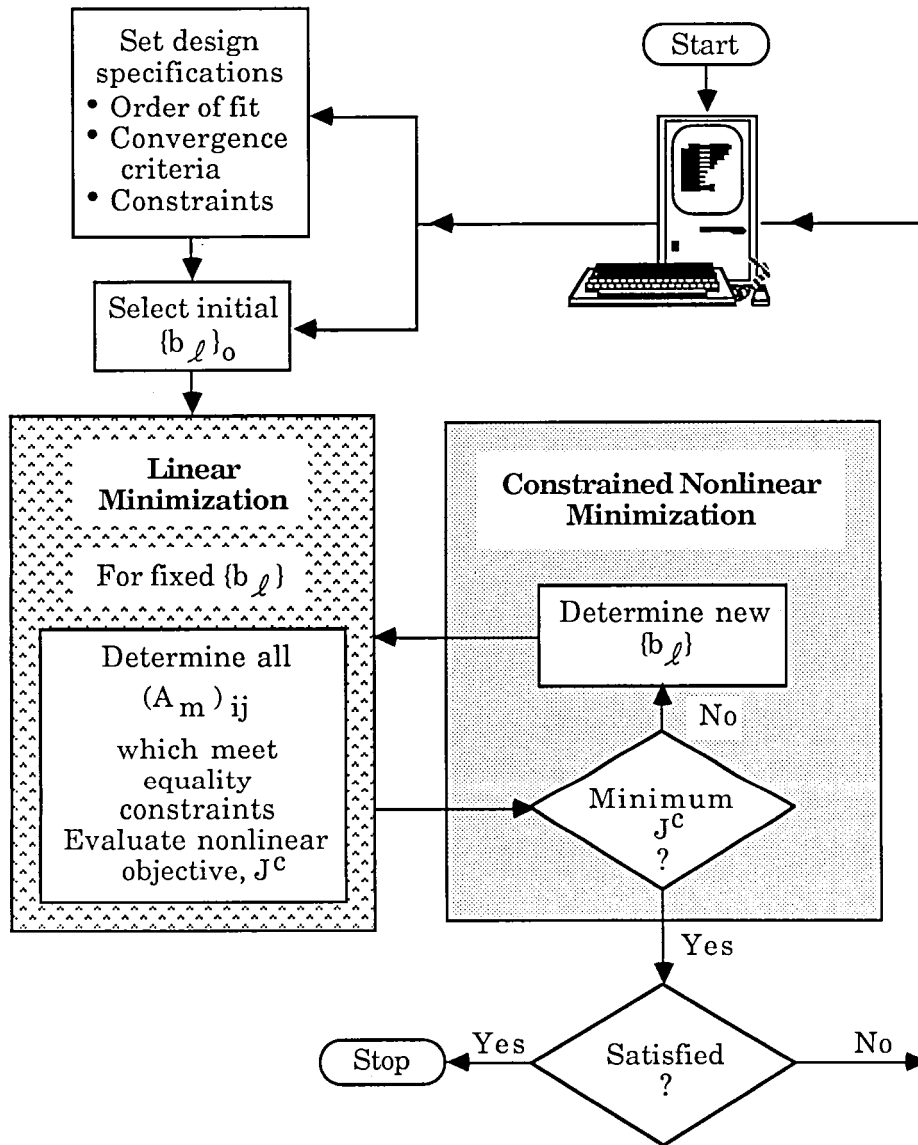 Set design
specifications
• Order of fit
• Convergence
criteria
• Constraints
Start
Select initial
{b ℓ}o
Linear
Minimization
For fixed {b ℓ}
Determine all
(A m) ij
which meet
equality
constraints
Evaluate nonlinear
objective, Jᶜ
Constrained Nonlinear
Minimization
Determine new
{b ℓ}
No
Minimum
Jᶜ
?
Yes
Satisfied
?
Yes
Stop
No